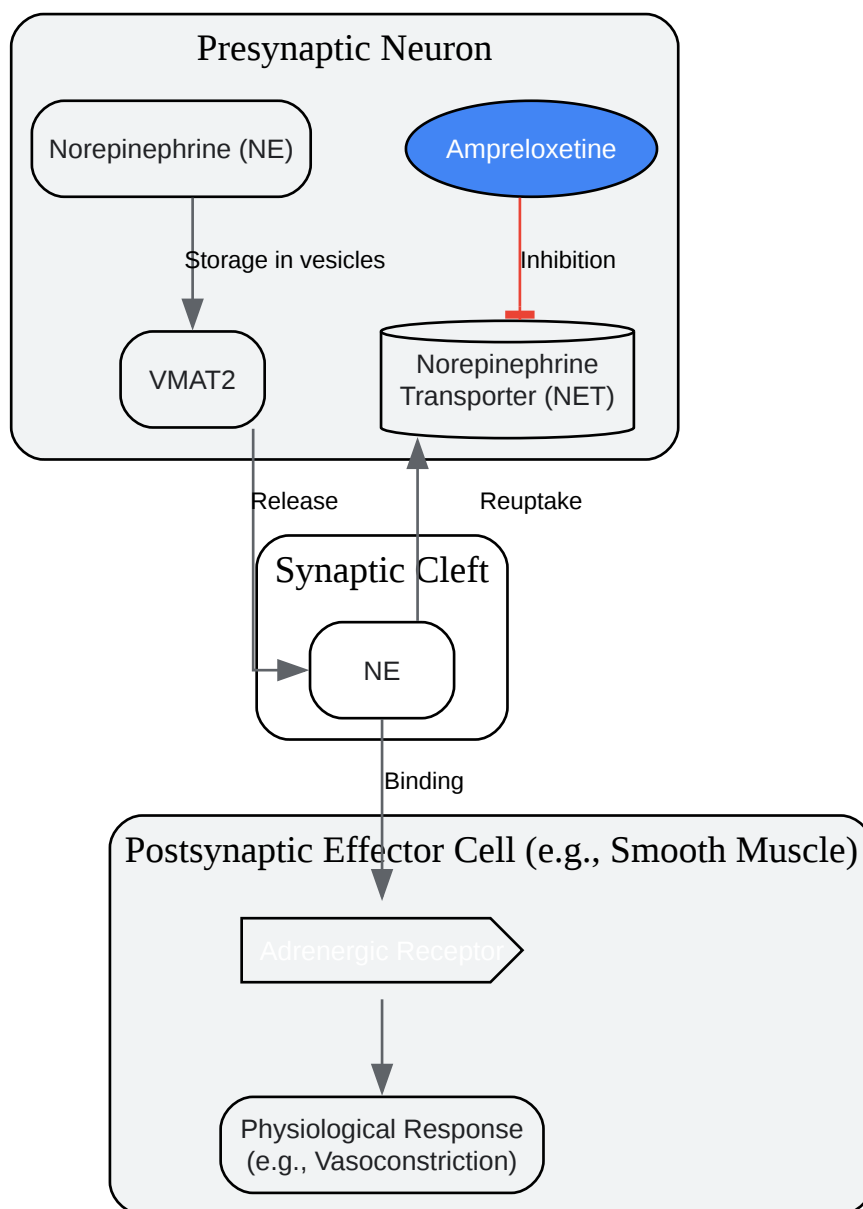 Presynaptic Neuron
Norepinephrine (NE)
Ampreloxetine
Storage in vesicles
Inhibition
VMAT2
Norepinephrine
Transporter (NET)
Release
Reuptake
Synaptic Cleft
NE
Binding
Postsynaptic Effector Cell (e.g., Smooth Muscle)
Adrenergic Receptor
Physiological Response
(e.g., Vasoconstriction)